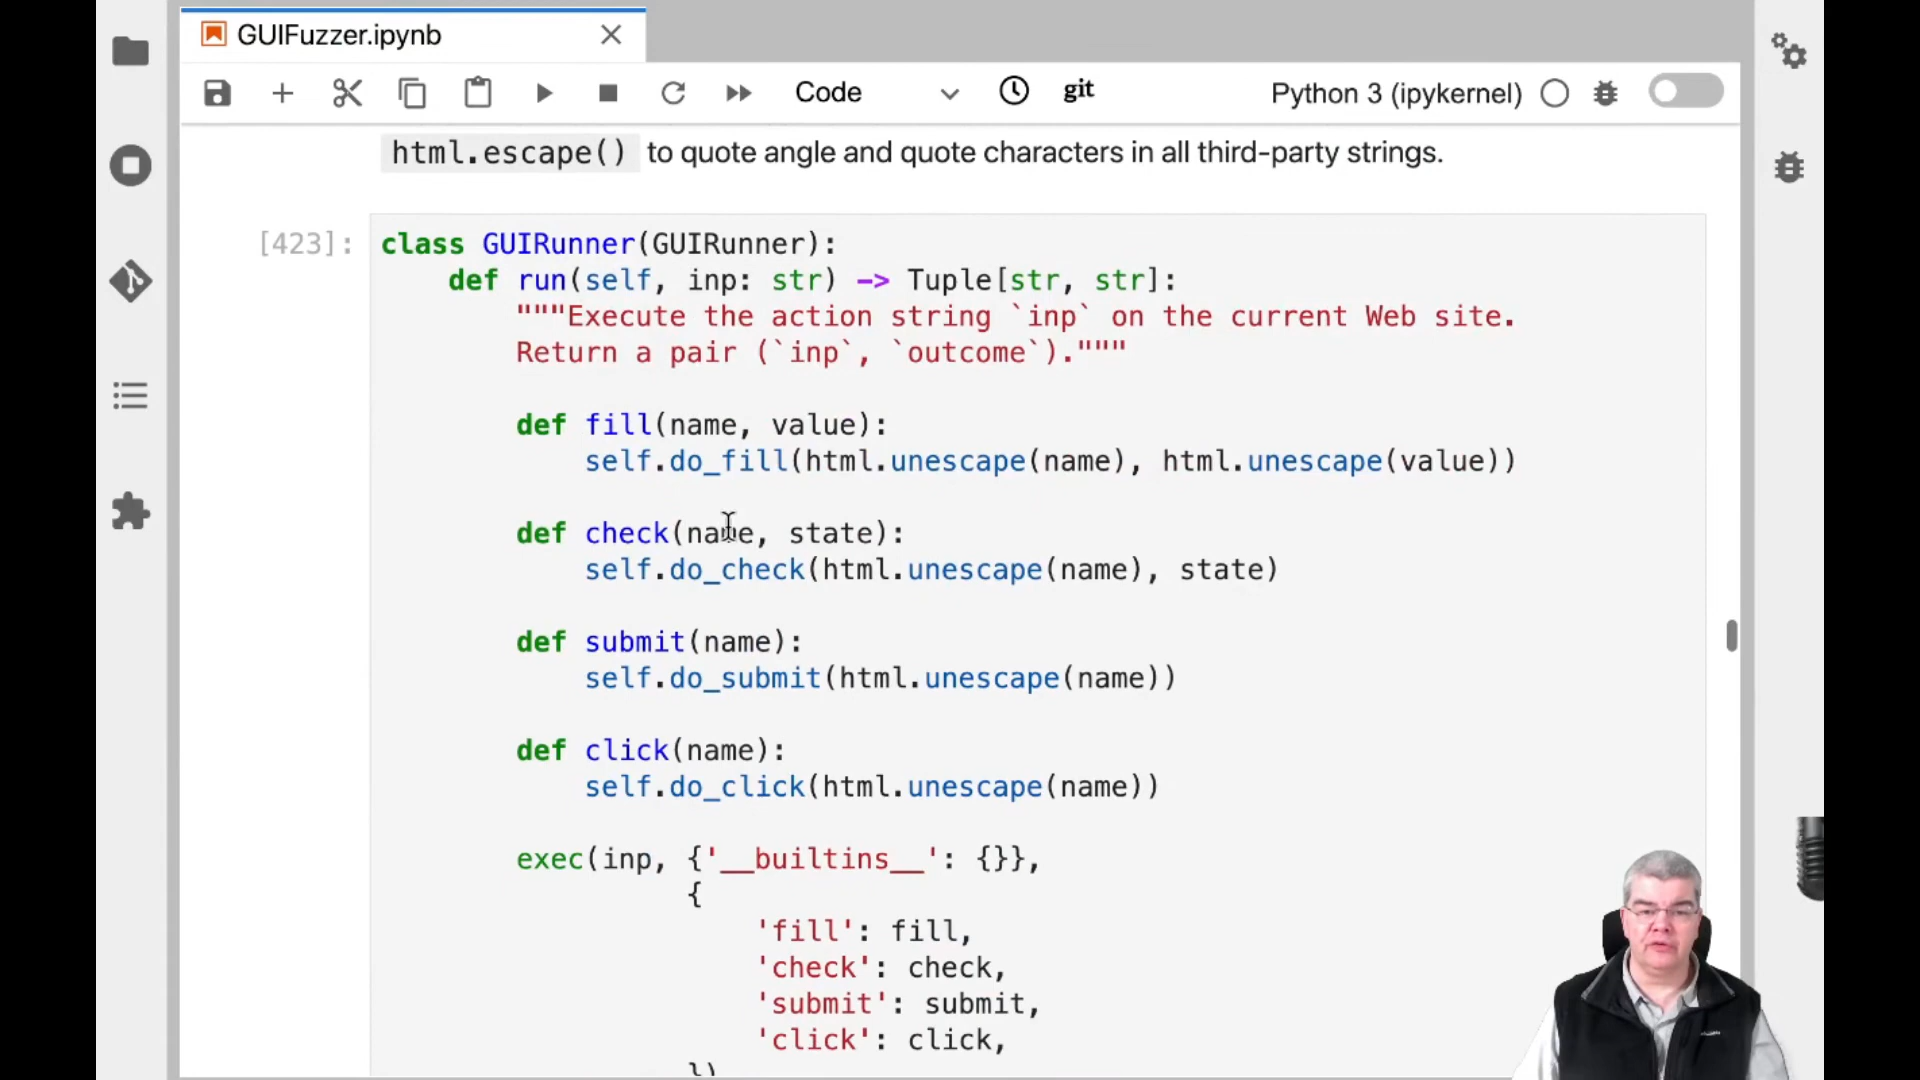 GUIFuzzer.ipynb
Code
git
Python 3 (ipykernel)
html.escape() to quote angle and quote characters in all third-party strings.
[423]:
class GUIRunner(GUIRunner):
    def run(self, inp: str) -> Tuple[str, str]:
        """Execute the action string `inp` on the current Web site.
        Return a pair (`inp`, `outcome`)."""
        def fill(name, value):
            self.do_fill(html.unescape(name), html.unescape(value))
        def check(name, state):
            self.do_check(html.unescape(name), state)
        def submit(name):
            self.do_submit(html.unescape(name))
        def click(name):
            self.do_click(html.unescape(name))
        exec(inp, {'__builtins__': {}},
                  {
                      'fill': fill,
                      'check': check,
                      'submit': submit,
                      'click': click,
                  })